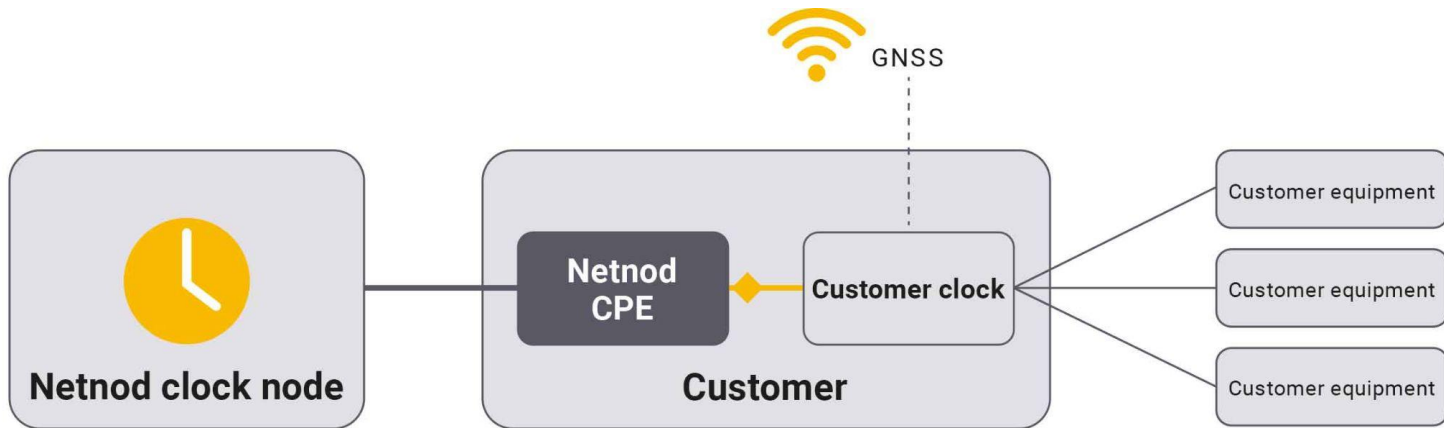 GNSS
Netnod
CPE
Customer clock
Customer equipment
Customer equipment
Customer equipment
Netnod clock node
Customer